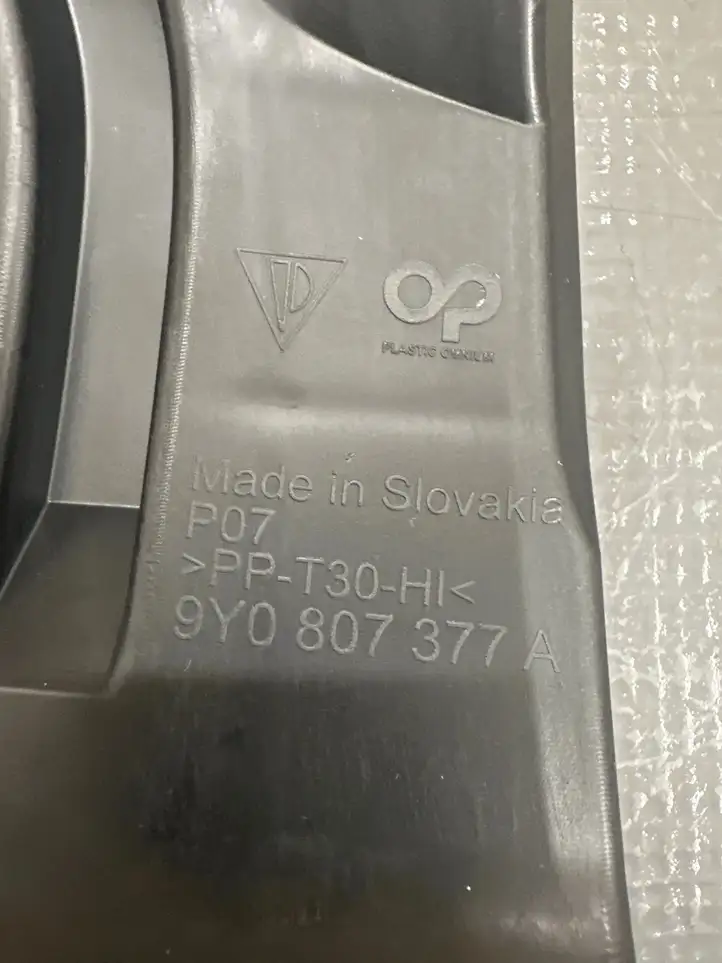 PLASTIC OMNIUM
Made in Slovakia
P07
>PP-T30-HI<
9Y0 807 377 A